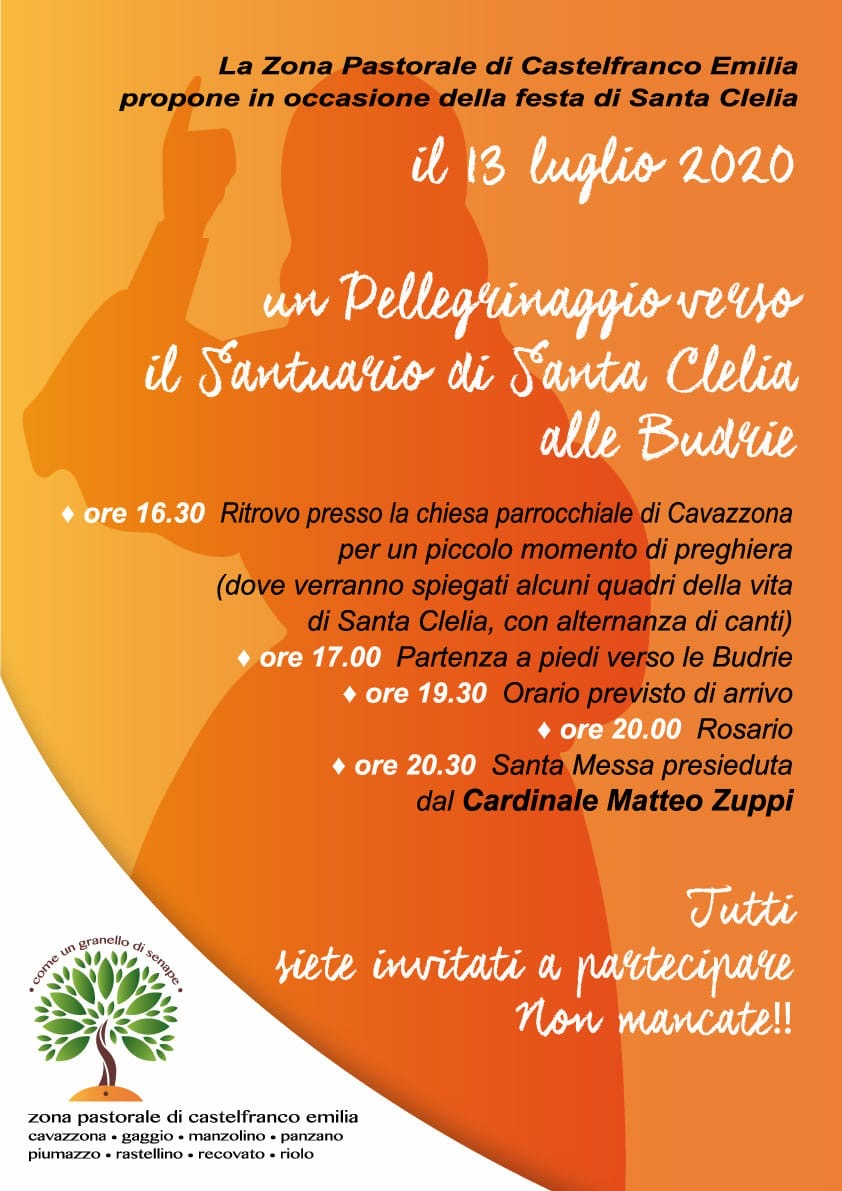 La Zona Pastorale di Castelfranco Emilia
propone in occasione della festa di Santa Clelia
il 13 luglio 2020
un Pellegrinaggio verso
il Santuario di Santa Clelia
alle Budrie
♦ ore 16.30 Ritrovo presso la chiesa parrocchiale di Cavazzona
per un piccolo momento di preghiera
(dove verranno spiegati alcuni quadri della vita
di Santa Clelia, con alternanza di canti)
♦ ore 17.00 Partenza a piedi verso le Budrie
♦ ore 19.30 Orario previsto di arrivo
♦ ore 20.00 Rosario
♦ ore 20.30 Santa Messa presieduta
dal Cardinale Matteo Zuppi
Tutti
siete invitati a partecipare
Non mancate!!
• come un granello di senape •
zona pastorale di castelfranco emilia
cavazzona • gaggio • manzolino • panzano
piumazzo • rastellino • recovato • riolo